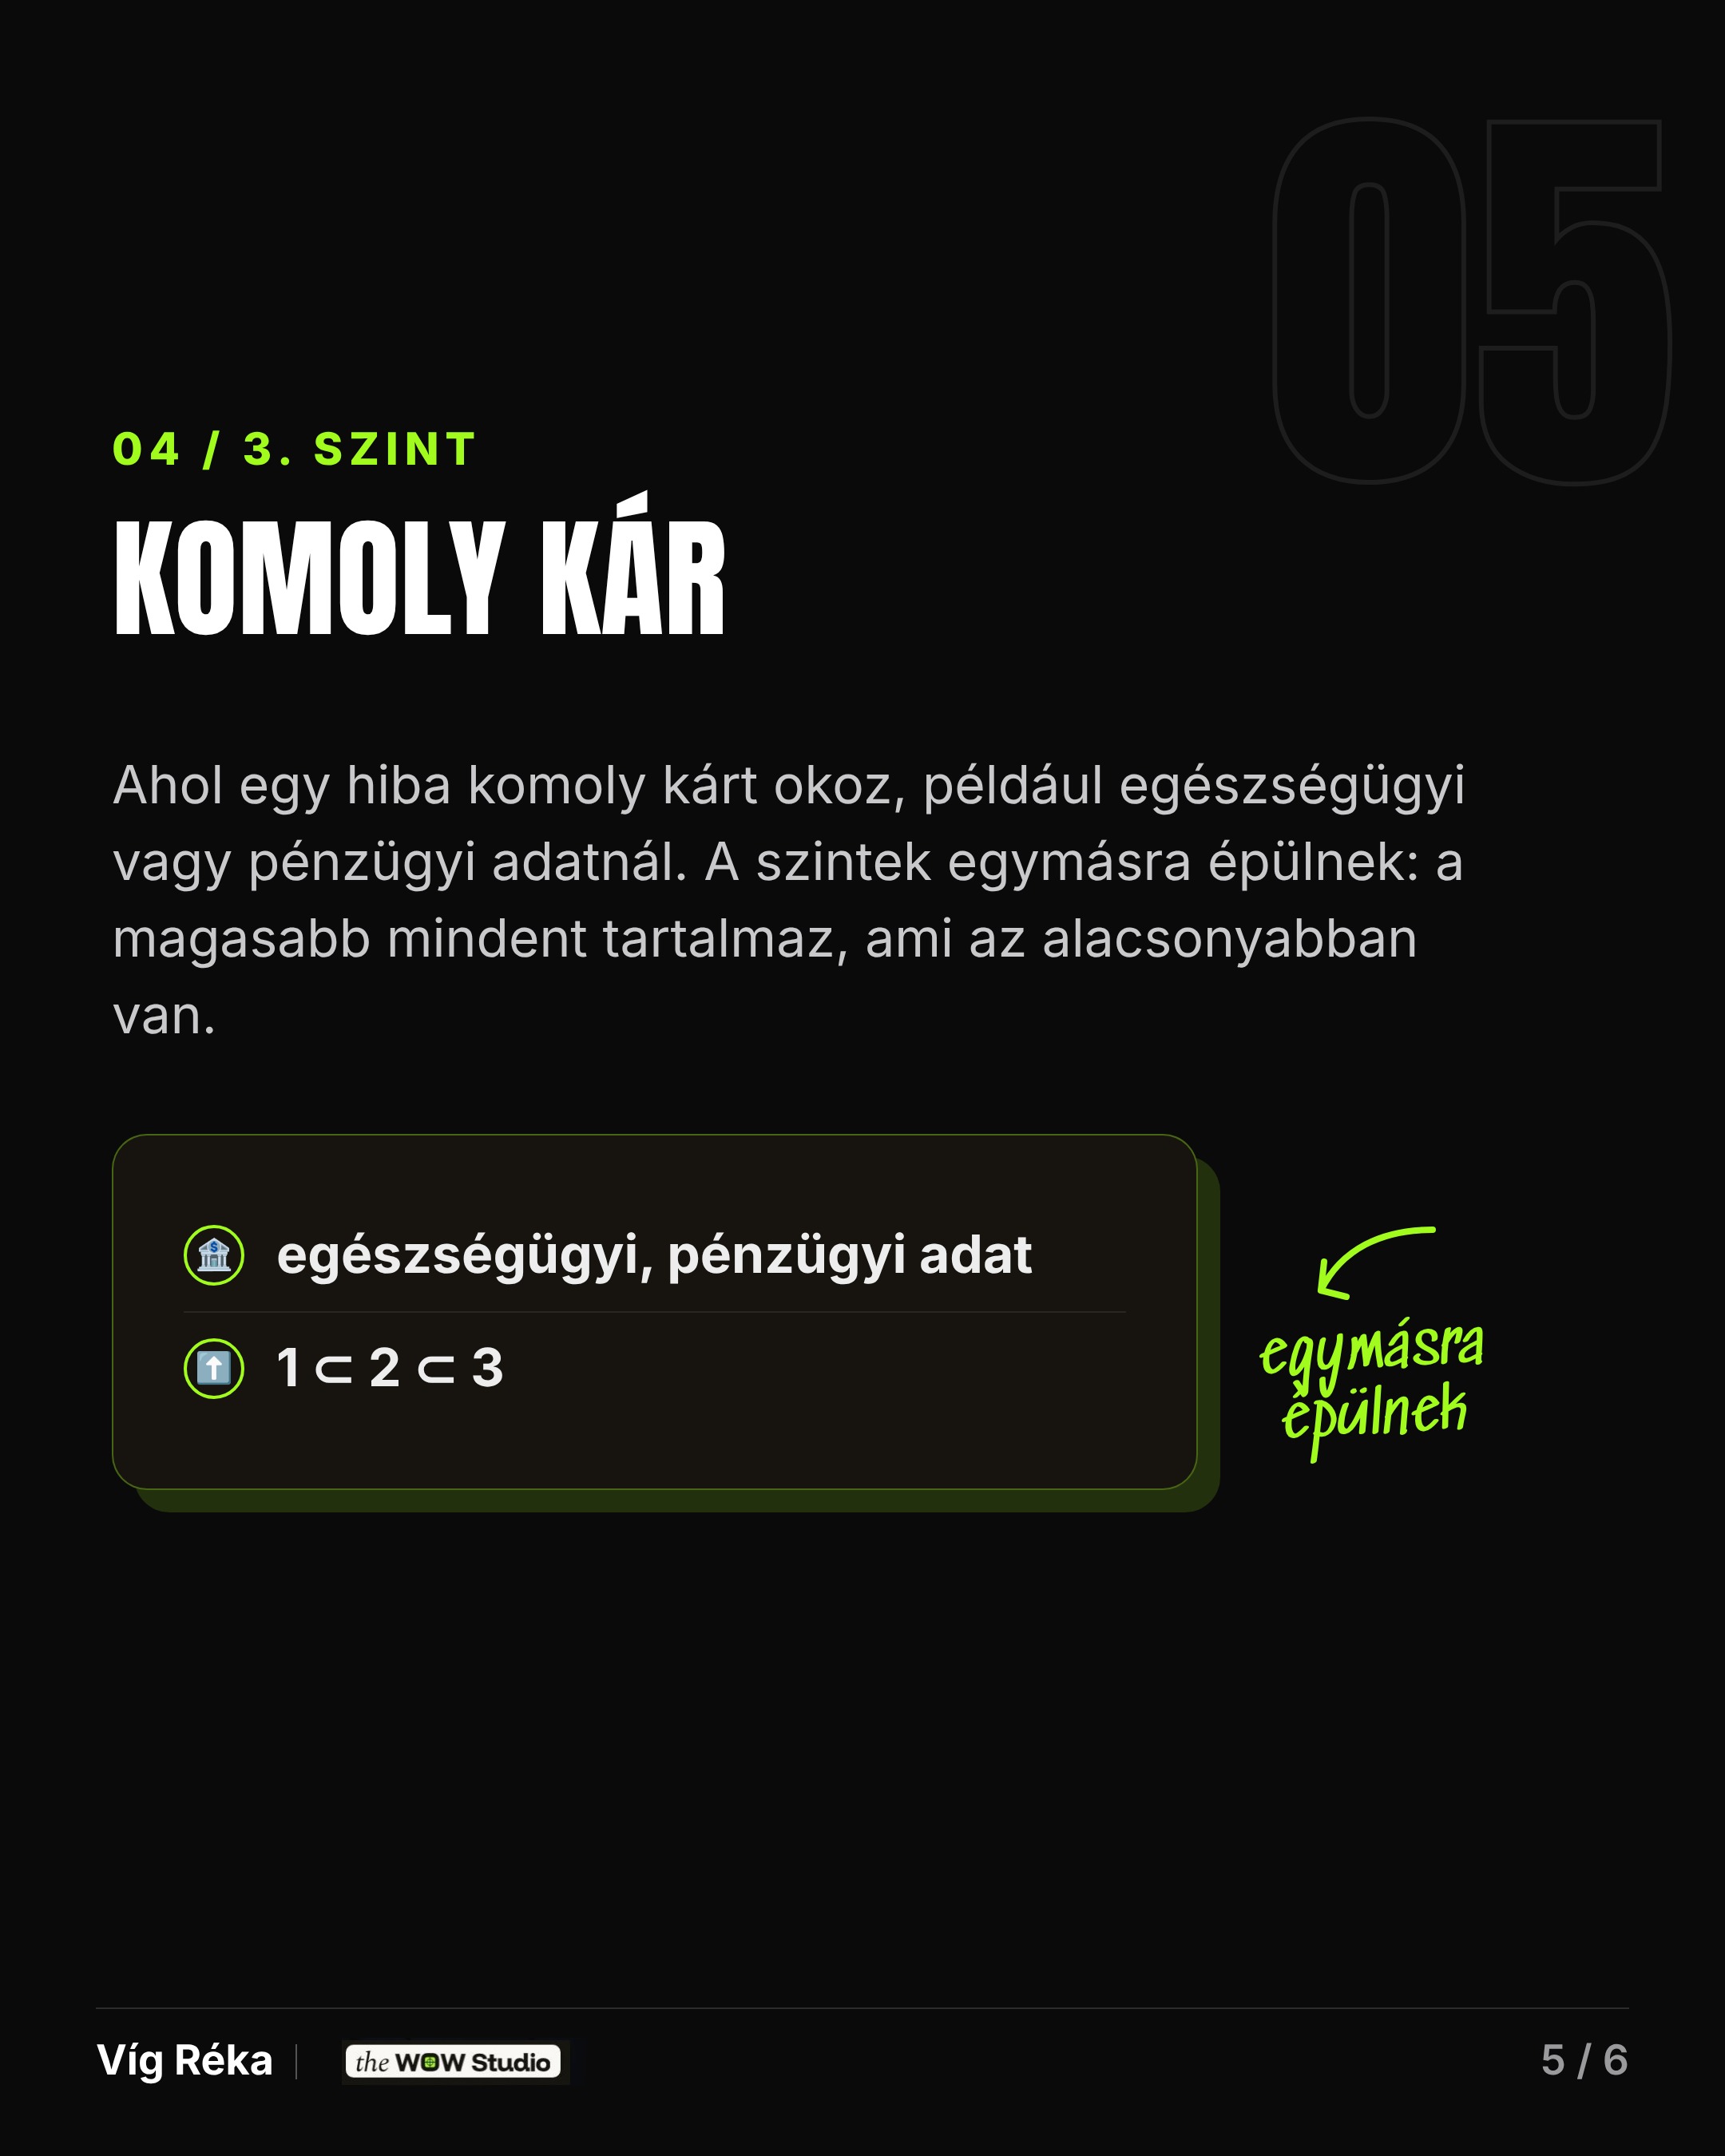 05
04 / 3. SZINT
KOMOLY KÁR
Ahol egy hiba komoly kárt okoz, például egészségügyi
vagy pénzügyi adatnál. A szintek egymásra épülnek: a
magasabb mindent tartalmaz, ami az alacsonyabban
van.
egészségügyi, pénzügyi adat
1 ⊂ 2 ⊂ 3
egymásra
épülnek
Víg Réka
the WOW Studio
5 / 6